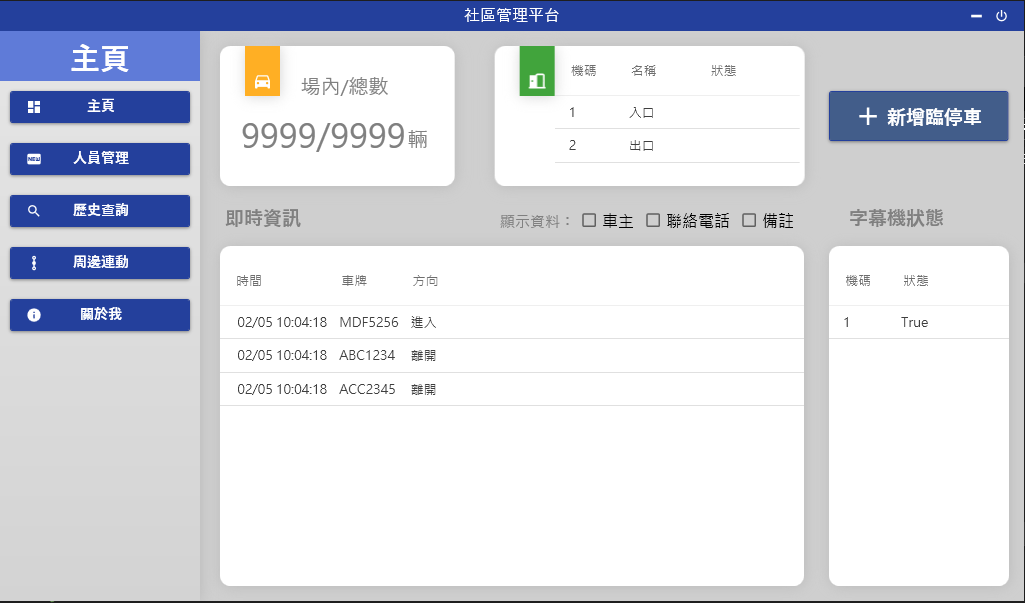 社區管理平台
主頁
主頁
NEW 人員管理
歷史查詢
周邊連動
關於我
場內/總數
9999/9999輛
機碼 名稱 狀態
1 入口
2 出口
新增臨停車
即時資訊
顯示資料: 車主 聯絡電話 備註
時間 車牌 方向
02/05 10:04:18 MDF5256 進入
02/05 10:04:18 ABC1234 離開
02/05 10:04:18 ACC2345 離開
字幕機狀態
機碼 狀態
1 True